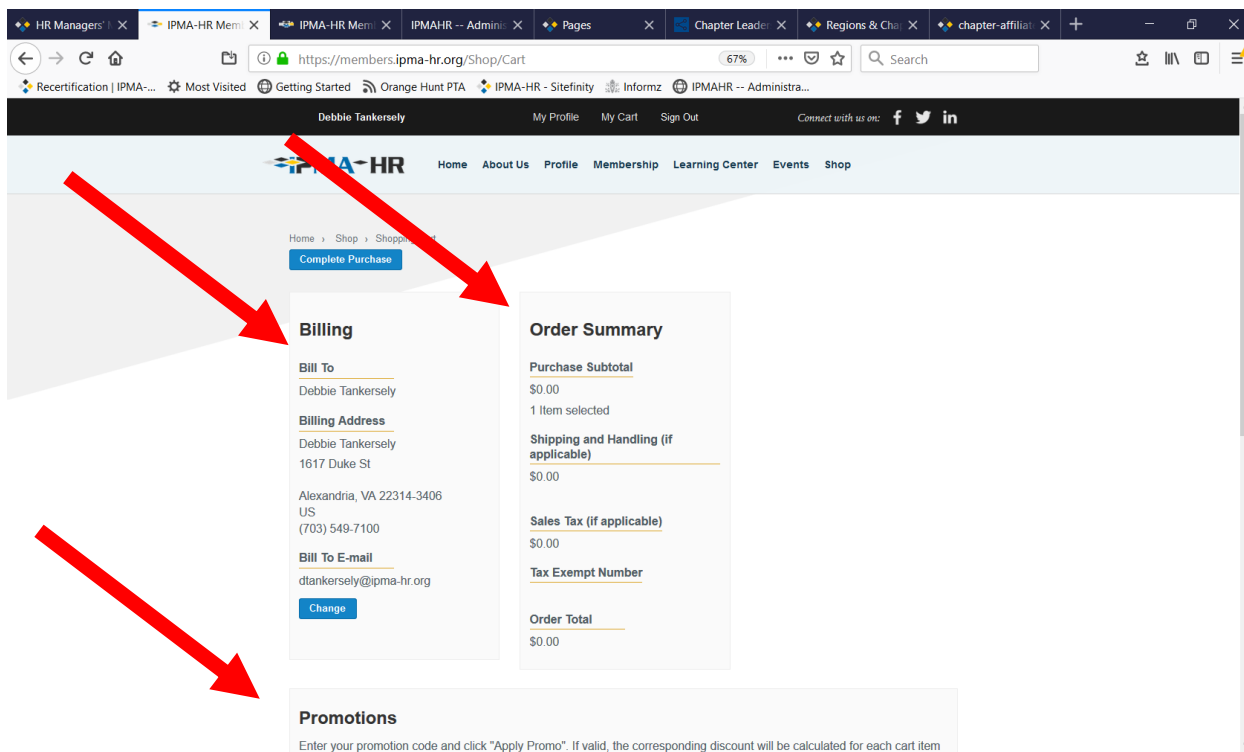 HR Managers' IPMA-HR Mem IPMA-HR Mem IPMAHR -- Adminis Pages Chapter Leader Regions & Cha chapter-affiliat
https://members.ipma-hr.org/Shop/Cart 67% Search
Recertification | IPMA-... Most Visited Getting Started Orange Hunt PTA IPMA-HR - Sitefinity Informz IPMAHR -- Administra...
Debbie Tankersely My Profile My Cart Sign Out Connect with us on:
HR Home About Us Profile Membership Learning Center Events Shop
Home › Shop ›
Complete Purchase
Billing
Bill To
Debbie Tankersely
Billing Address
Debbie Tankersely
1617 Duke St
Alexandria, VA 22314-3406
US
(703) 549-7100
Bill To E-mail
dtankersely@ipma-hr.org
Change
Order Summary
Purchase Subtotal
$0.00
1 Item selected
Shipping and Handling (if
applicable)
$0.00
Sales Tax (if applicable)
$0.00
Tax Exempt Number
Order Total
$0.00
Promotions
Enter your promotion code and click "Apply Promo". If valid, the corresponding discount will be calculated for each cart item